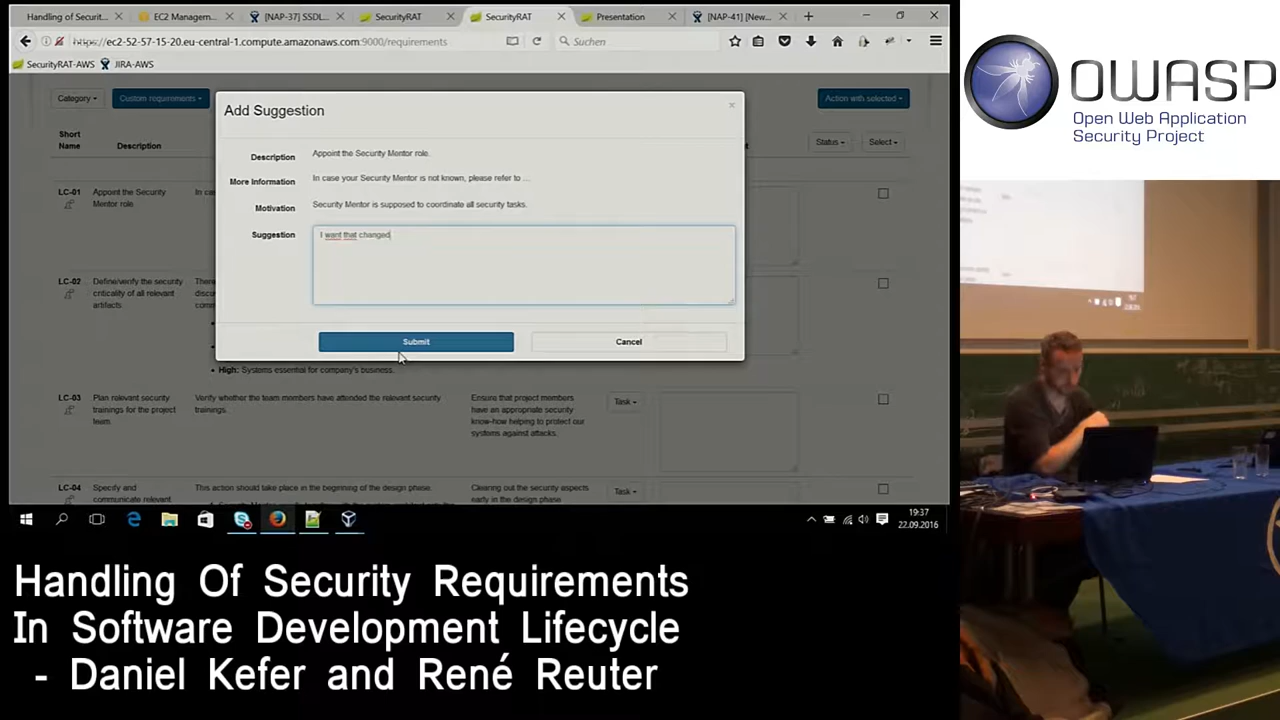 Handling of Securit...
EC2 Managem...
[NAP-37] SSDL...
SecurityRAT
SecurityRAT
Presentation
[NAP-41] [New...
https://ec2-52-57-15-20.eu-central-1.compute.amazonaws.com:9000/requirements
Suchen
SecurityRAT-AWS
JIRA-AWS
Category
Custom requirements
Action with selected
Short Name
Description
Status
Select
Add Suggestion
Description
Appoint the Security Mentor role.
More Information
In case your Security Mentor is not known, please refer to ...
Motivation
Security Mentor is supposed to coordinate all security tasks.
Suggestion
I want that changed
Submit
Cancel
LC-01
Appoint the Security
Mentor role
LC-02
Define/verify the security
criticality of all relevant
artifacts
High: Systems essential for company's business.
LC-03
Plan relevant security
trainings for the project
team.
Verify whether the team members have attended the relevant security
trainings.
Ensure that project members
have an appropriate security
know-how helping to protect our
systems against attacks.
Task
LC-04
Specify and
communicate relevant
This action should take place in the beginning of the design phase.
Clearing out the security aspects
early in the design phase
Task
19:37
22.09.2016
OWASP
Open Web Application
Security Project
Handling Of Security Requirements
In Software Development Lifecycle
- Daniel Kefer and René Reuter